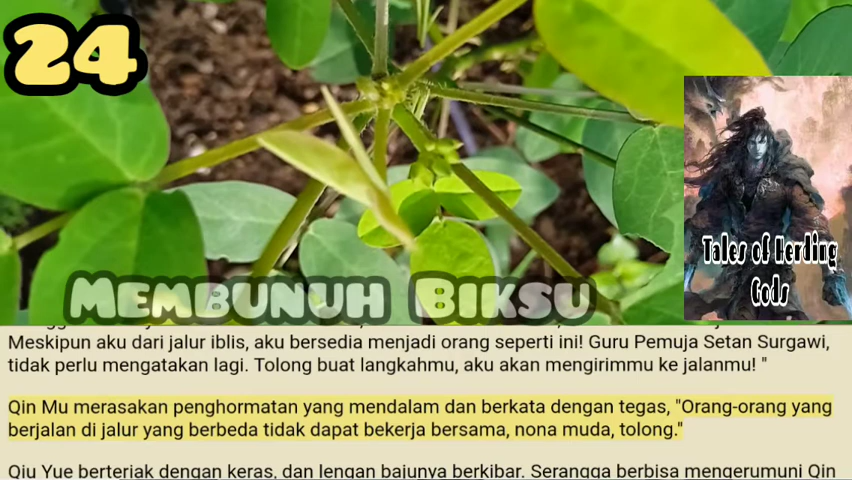 24
Tales of Herding
Gods
MEMBUNUH BIKSU
Meskipun aku dari jalur iblis, aku bersedia menjadi orang seperti ini! Guru Pemuja Setan Surgawi,
tidak perlu mengatakan lagi. Tolong buat langkahmu, aku akan mengirimmu ke jalanmu! "
Qin Mu merasakan penghormatan yang mendalam dan berkata dengan tegas, "Orang-orang yang
berjalan di jalur yang berbeda tidak dapat bekerja bersama, nona muda, tolong."
Qiu Yue berteriak dengan keras, dan lengan bajunya berkibar. Serangga berbisa mengerumuni Qin